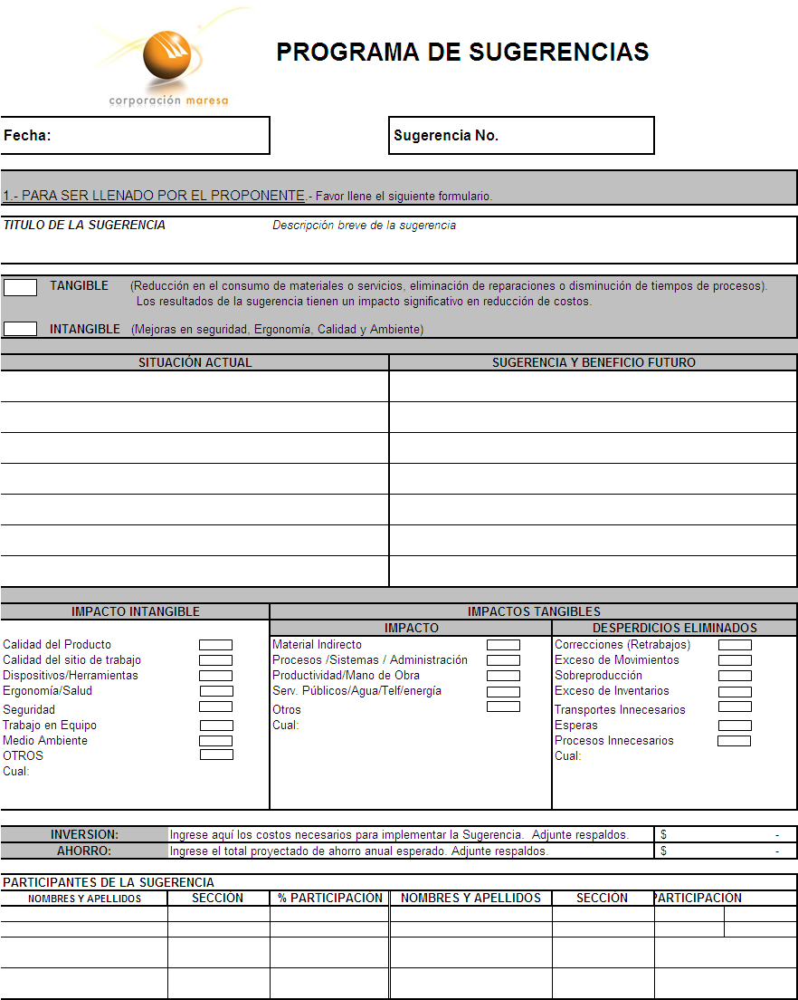 corporación maresa
PROGRAMA DE SUGERENCIAS
Fecha:
Sugerencia No.
1.- PARA SER LLENADO POR EL PROPONENTE.- Favor llene el siguiente formulario.
TITULO DE LA SUGERENCIA Descripción breve de la sugerencia
TANGIBLE (Reducción en el consumo de materiales o servicios, eliminación de reparaciones o disminución de tiempos de procesos).
Los resultados de la sugerencia tienen un impacto significativo en reducción de costos.
INTANGIBLE (Mejoras en seguridad, Ergonomía, Calidad y Ambiente)
SITUACIÓN ACTUAL
SUGERENCIA Y BENEFICIO FUTURO
IMPACTO INTANGIBLE
Calidad del Producto
Calidad del sitio de trabajo
Dispositivos/Herramientas
Ergonomía/Salud
Seguridad
Trabajo en Equipo
Medio Ambiente
OTROS
Cual:
IMPACTOS TANGIBLES
IMPACTO
Material Indirecto
Procesos /Sistemas / Administración
Productividad/Mano de Obra
Serv. Públicos/Agua/Telf/energía
Otros
Cual:
DESPERDICIOS ELIMINADOS
Correcciones (Retrabajos)
Exceso de Movimientos
Sobreproducción
Exceso de Inventarios
Transportes Innecesarios
Esperas
Procesos Innecesarios
Cual:
INVERSION: Ingrese aquí los costos necesarios para implementar la Sugerencia. Adjunte respaldos. $ -
AHORRO: Ingrese el total proyectado de ahorro anual esperado. Adjunte respaldos. $ -
PARTICIPANTES DE LA SUGERENCIA
NOMBRES Y APELLIDOS SECCIÓN % PARTICIPACIÓN NOMBRES Y APELLIDOS SECCIÓN PARTICIPACIÓN